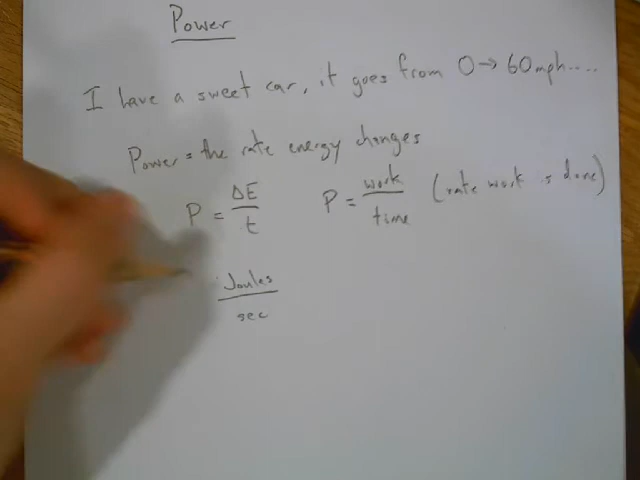 Power
I have a sweet car, it goes from 0→60mph....
Power = the rate energy changes
P = ΔE/t P = work/time (rate work is done)
Joules/sec